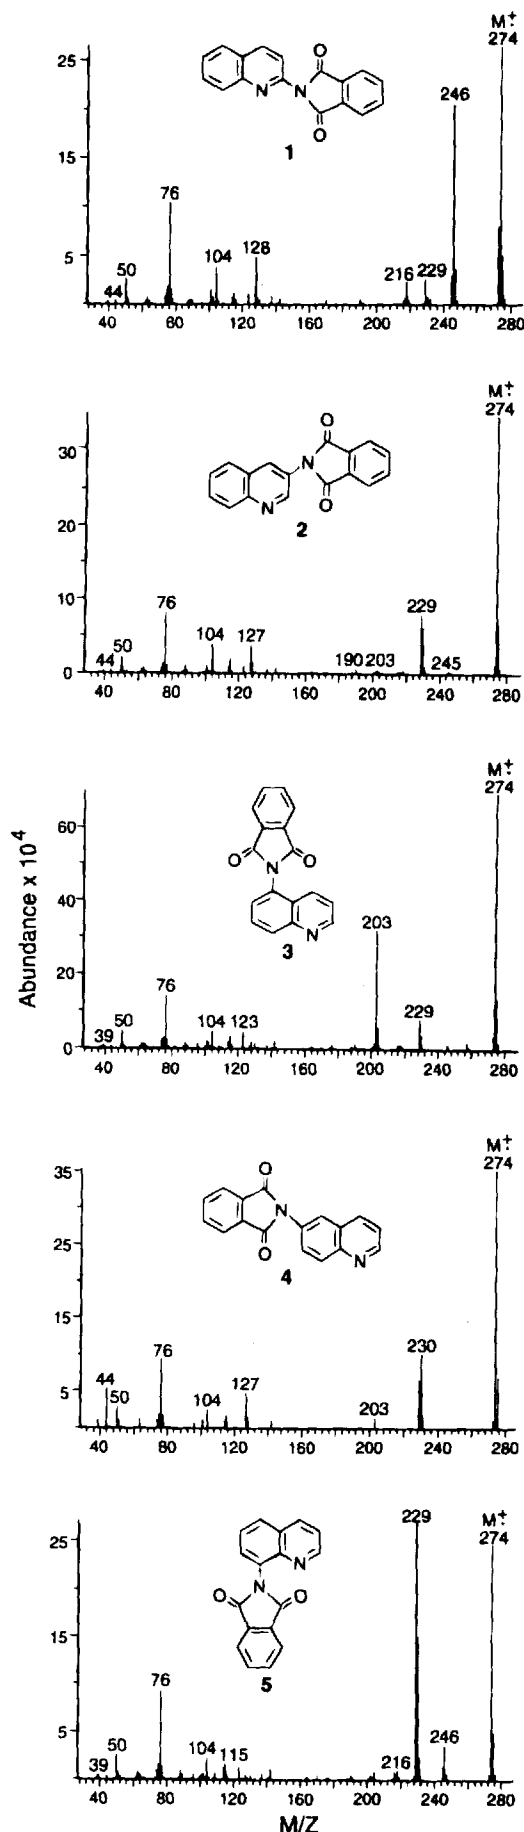 M+.
274
25
246
15
76
128
104
5
50
44
216 229
40 80 120 160 200 240 280
O
N N
O
1
M+.
274
30
20
10
76
229
104 127
50
44
190 203 245
0
40 80 120 160 200 240 280
O
N
O
N
2
M+.
274
60
40
203
20
76
229
50
104 123
39
0
40 80 120 160 200 240 280
O N O
N
3
Abundance x 10⁴
M+.
274
35
25
15
230
76
44
127
5
50
104
203
40 80 120 160 200 240 280
O
N
O
N
4
229
M+.
274
25
15
76
5
246
50
104 115
39
216
40 80 120 160 200 240 280
N
O N O
5
M/Z